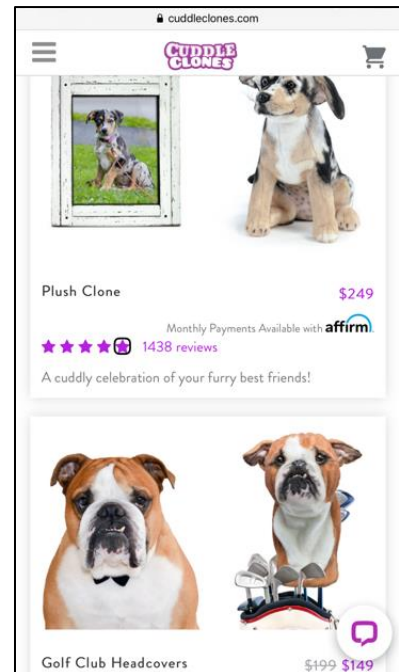 cuddleclones.com
CUDDLE
CLONES
Plush Clone
$249
Monthly Payments Available with affirm
1438 reviews
A cuddly celebration of your furry best friends!
Golf Club Headcovers
$199 $149